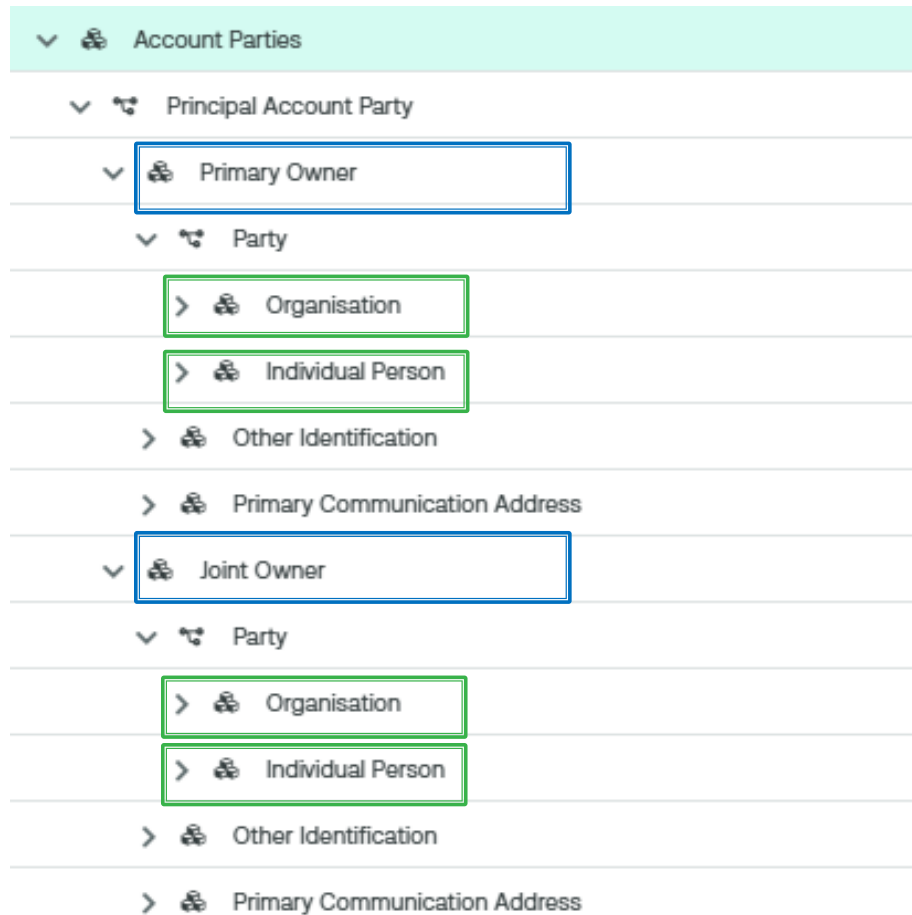 Account Parties
Principal Account Party
Primary Owner
Party
Organisation
Individual Person
Other Identification
Primary Communication Address
Joint Owner
Party
Organisation
Individual Person
Other Identification
Primary Communication Address